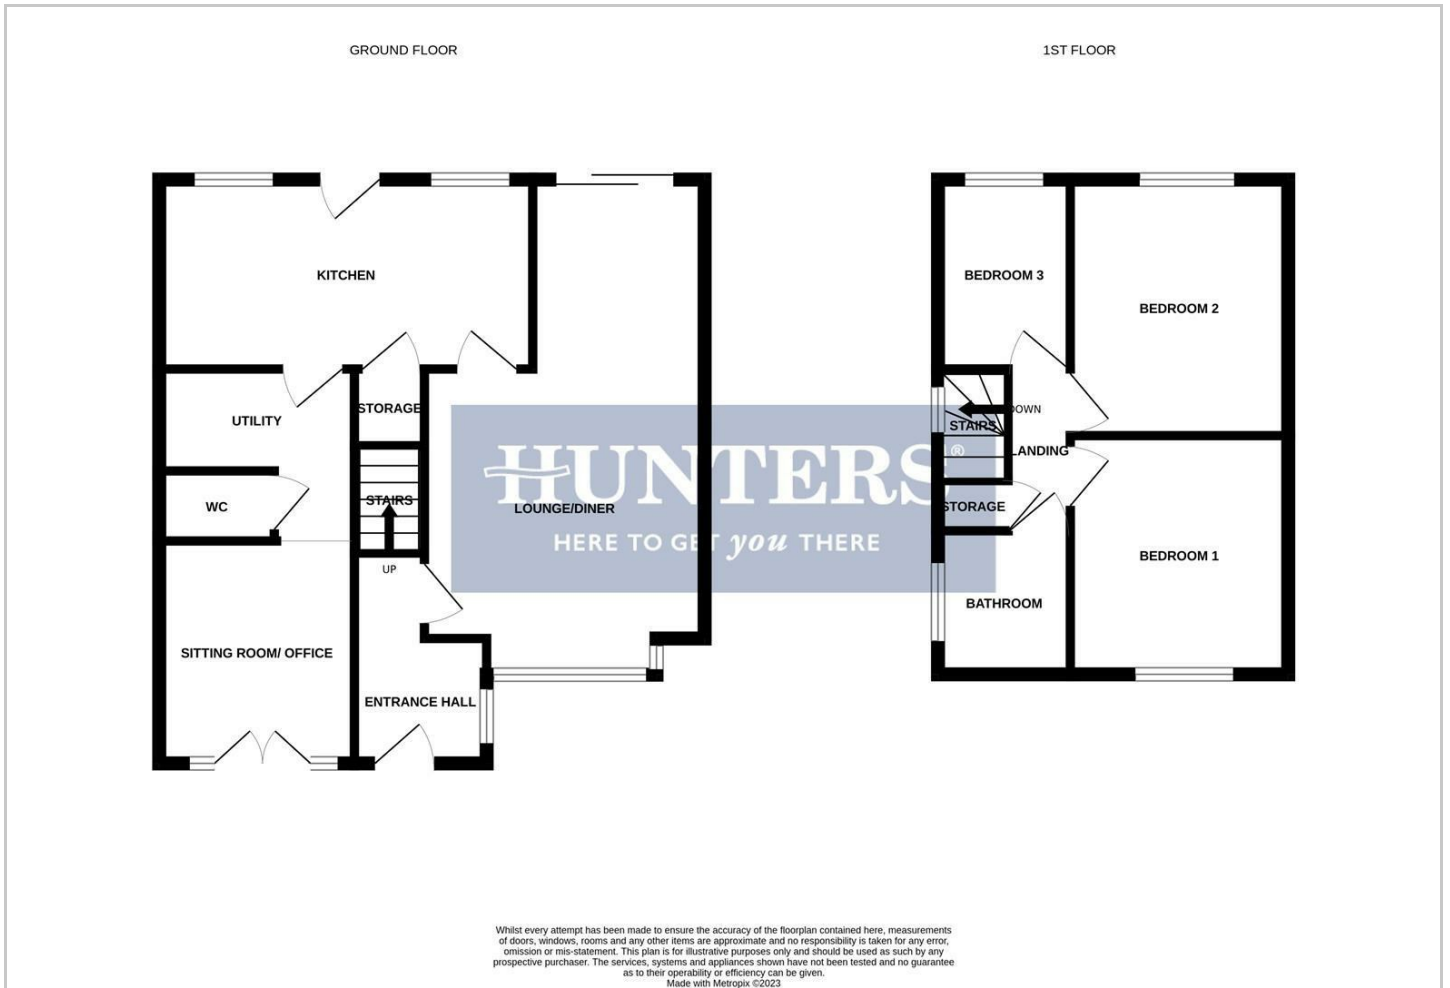 GROUND FLOOR
1ST FLOOR
KITCHEN
BEDROOM 3
BEDROOM 2
STORAGE
UTILITY
DOWN
STAIRS
LANDING
HUNTERS®
STAIRS
WC
LOUNGE/DINER
STORAGE
HERE TO GET you THERE
BEDROOM 1
UP
BATHROOM
SITTING ROOM/ OFFICE
ENTRANCE HALL
Whilst every attempt has been made to ensure the accuracy of the floorplan contained here, measurements
of doors, windows, rooms and any other items are approximate and no responsibility is taken for any error,
omission or mis-statement. This plan is for illustrative purposes only and should be used as such by any
prospective purchaser. The services, systems and appliances shown have not been tested and no guarantee
as to their operability or efficiency can be given.
Made with Metropix ©2023